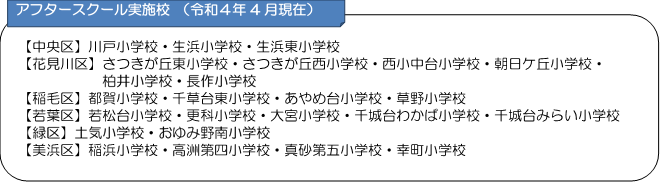 アフタースクール実施校 （令和４年４月現在）
【中央区】川戸小学校・生浜小学校・生浜東小学校
【花見川区】さつきが丘東小学校・さつきが丘西小学校・西小中台小学校・朝日ケ丘小学校・
柏井小学校・長作小学校
【稲毛区】都賀小学校・千草台東小学校・あやめ台小学校・草野小学校
【若葉区】若松台小学校・更科小学校・大宮小学校・千城台わかば小学校・千城台みらい小学校
【緑区】土気小学校・おゆみ野南小学校
【美浜区】稲浜小学校・高洲第四小学校・真砂第五小学校・幸町小学校